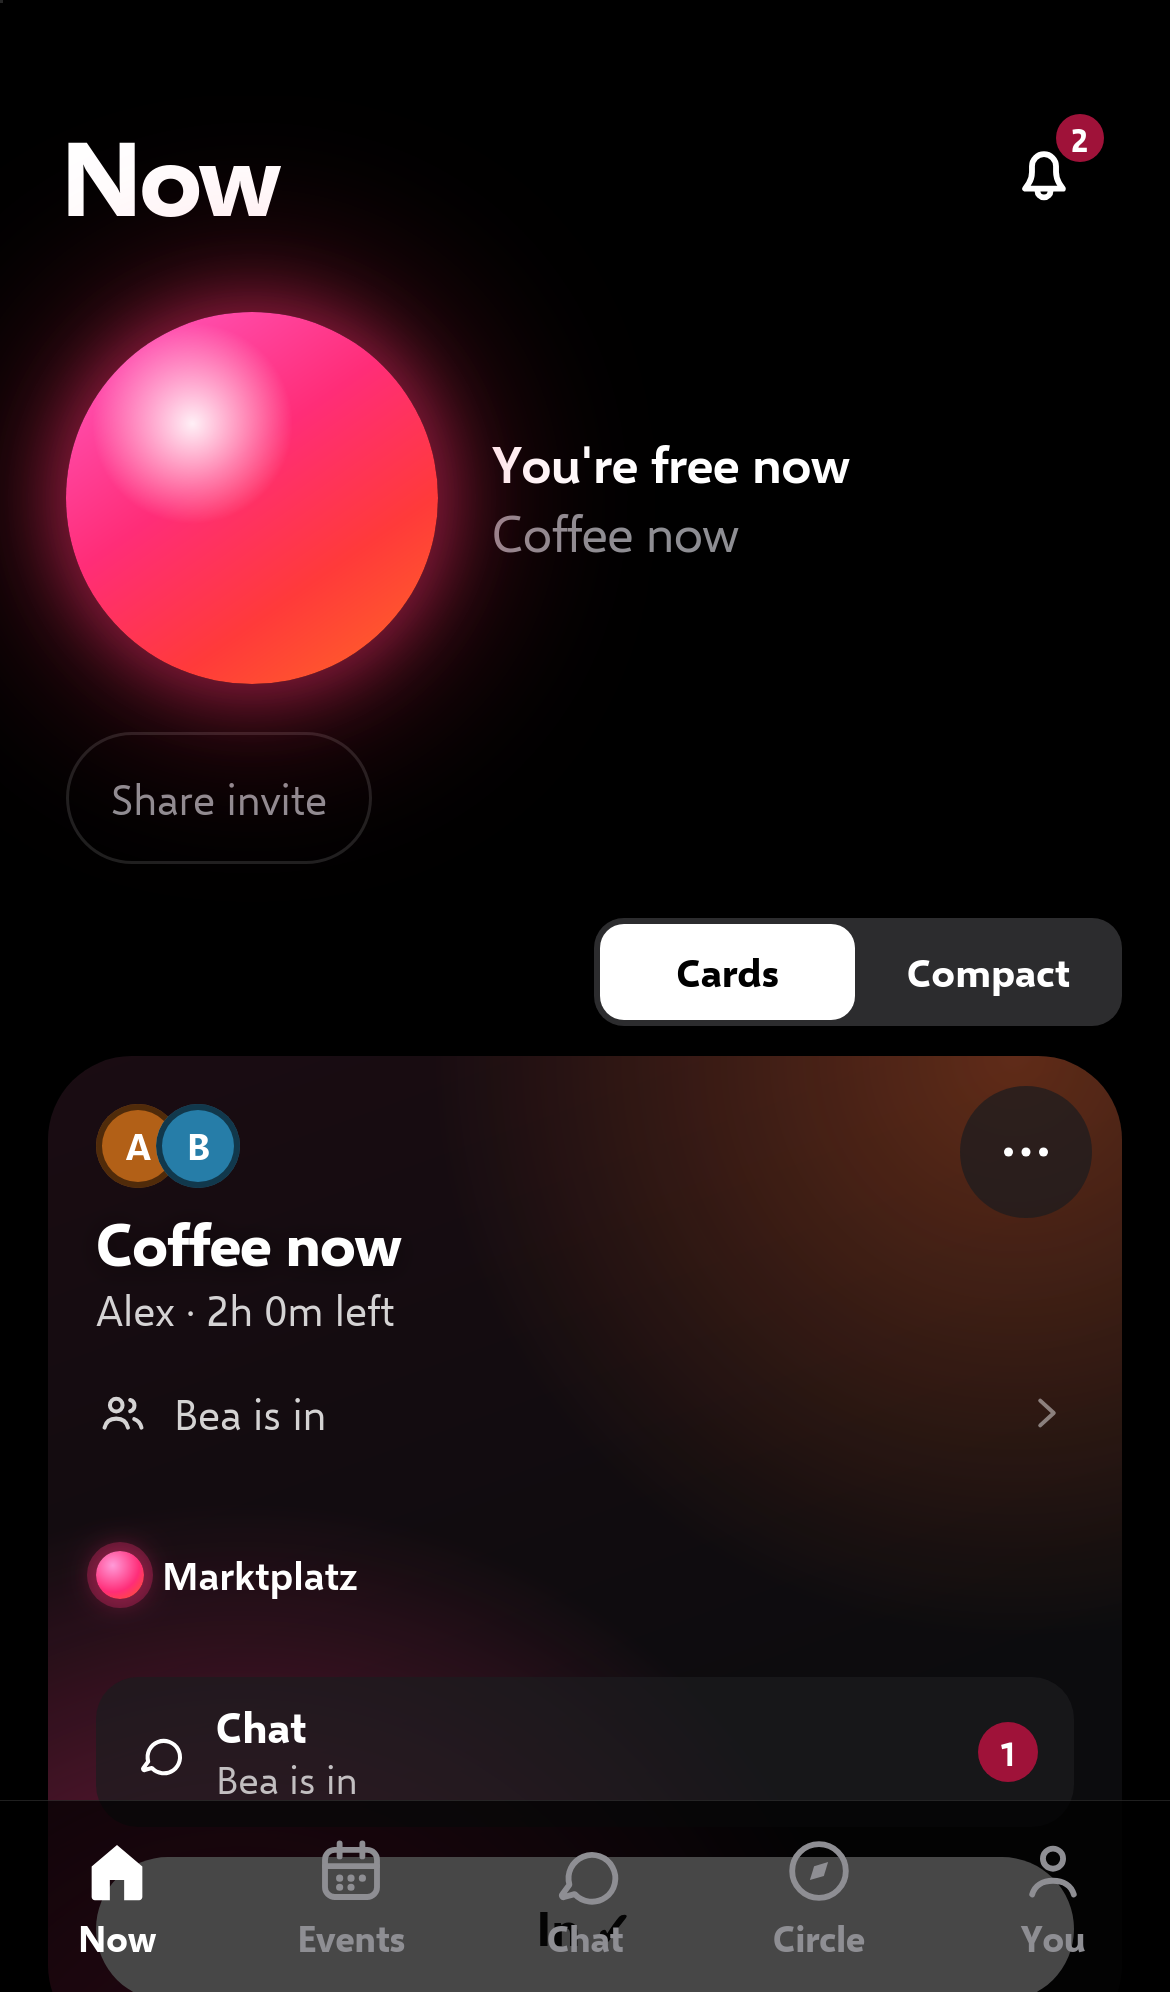 Now
2
You're free now
Coffee now
Share invite
Cards
Compact
A
B
Coffee now
Alex · 2h 0m left
Bea is in
Marktplatz
Chat
Bea is in
1
In ✓
Now
Events
Chat
Circle
You